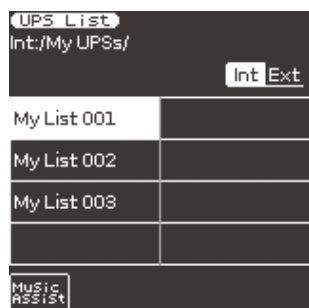 UPS List
Int:/My UPSs/
Int Ext
My List 001
My List 002
My List 003
Music
Assist